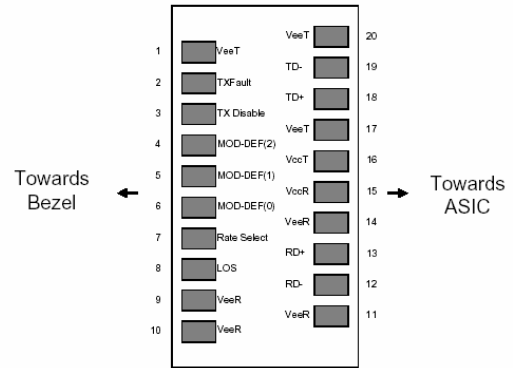 VeeT 20
1 VeeT
TD- 19
2 TXFault
TD+ 18
3 TX Disable
VeeT 17
4 MOD-DEF(2)
VccT 16
5 MOD-DEF(1)
Towards
Bezel
VccR 15
Towards
ASIC
6 MOD-DEF(0)
VeeR 14
7 Rate Select
RD+ 13
8 LOS
RD- 12
9 VeeR
VeeR 11
10 VeeR